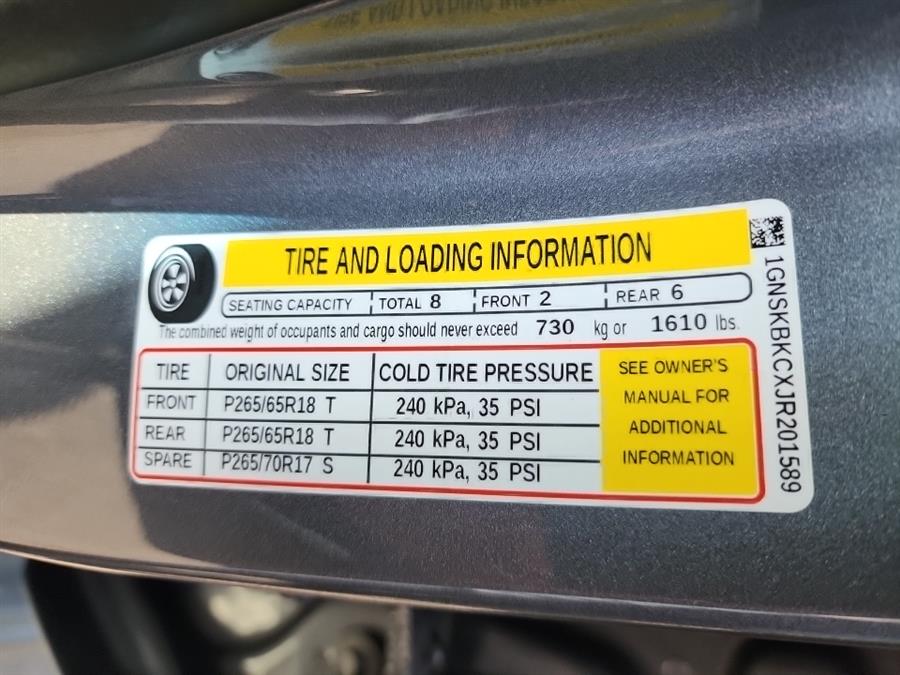 TIRE AND LOADING INFORMATION
SEATING CAPACITY TOTAL 8 FRONT 2 REAR 6
The combined weight of occupants and cargo should never exceed 730 kg or 1610 lbs.
TIRE ORIGINAL SIZE COLD TIRE PRESSURE
FRONT P265/65R18 T 240 kPa, 35 PSI
REAR P265/65R18 T 240 kPa, 35 PSI
SPARE P265/70R17 S 240 kPa, 35 PSI
SEE OWNER'S
MANUAL FOR
ADDITIONAL
INFORMATION
1GNSKBKCXJR201589